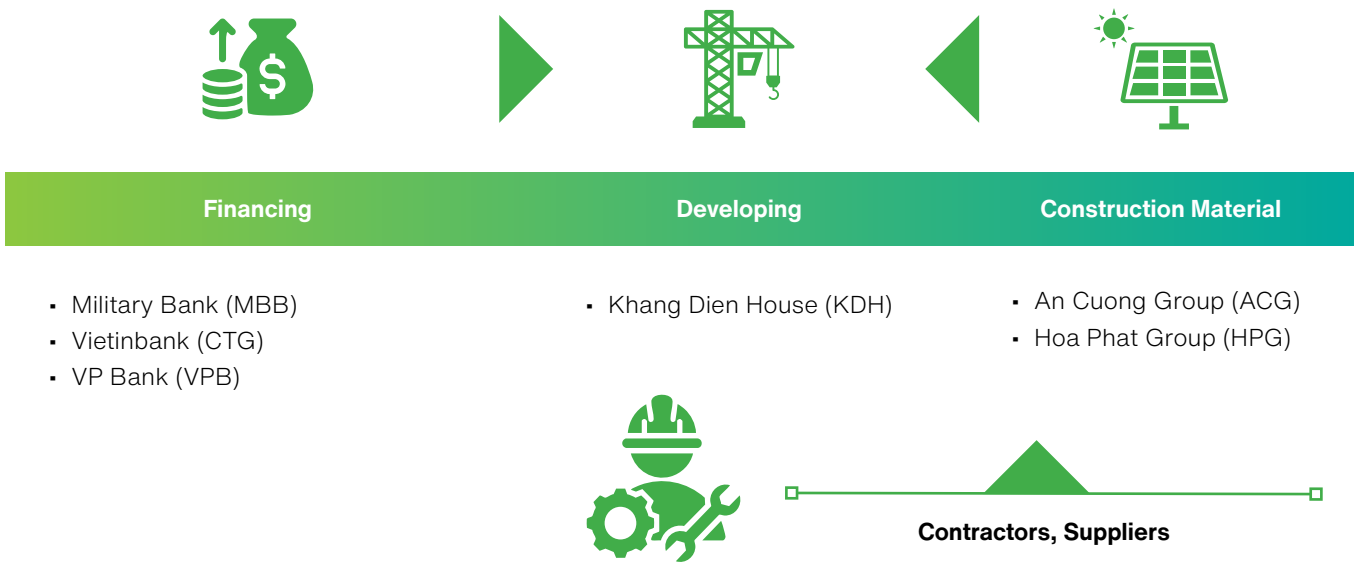 Financing
Developing
Construction Material
▪ Military Bank (MBB)
▪ Vietinbank (CTG)
▪ VP Bank (VPB)
▪ Khang Dien House (KDH)
▪ An Cuong Group (ACG)
▪ Hoa Phat Group (HPG)
Contractors, Suppliers